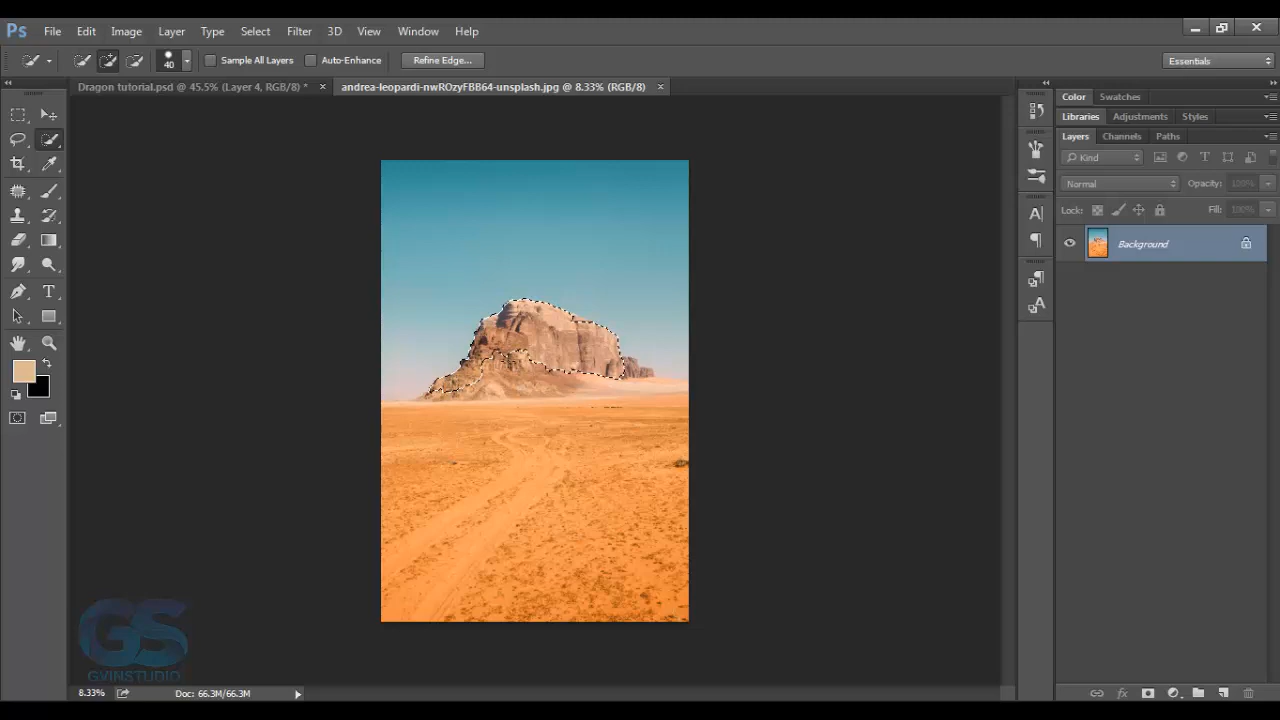 Ps File Edit Image Layer Type Select Filter 3D View Window Help
40 Sample All Layers Auto-Enhance Refine Edge... Essentials
Dragon tutorial.psd @ 45.5% (Layer 4, RGB/8) * × andrea-leopardi-nwROzyFBB64-unsplash.jpg @ 8.33% (RGB/8) ×
Color Swatches
Libraries Adjustments Styles
Layers Channels Paths
Kind
Normal Opacity: 100%
Lock: Fill: 100%
Background
GS
GVINSTUDIO
8.33% Doc: 66.3M/66.3M